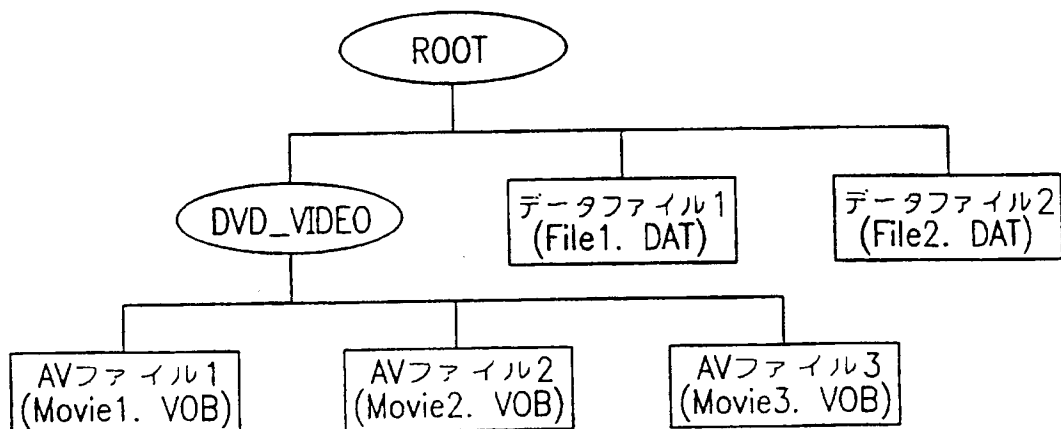 ROOT
DVD_VIDEO
データファイル1
(File1. DAT)
データファイル2
(File2. DAT)
AVファイル1
(Movie1. VOB)
AVファイル2
(Movie2. VOB)
AVファイル3
(Movie3. VOB)